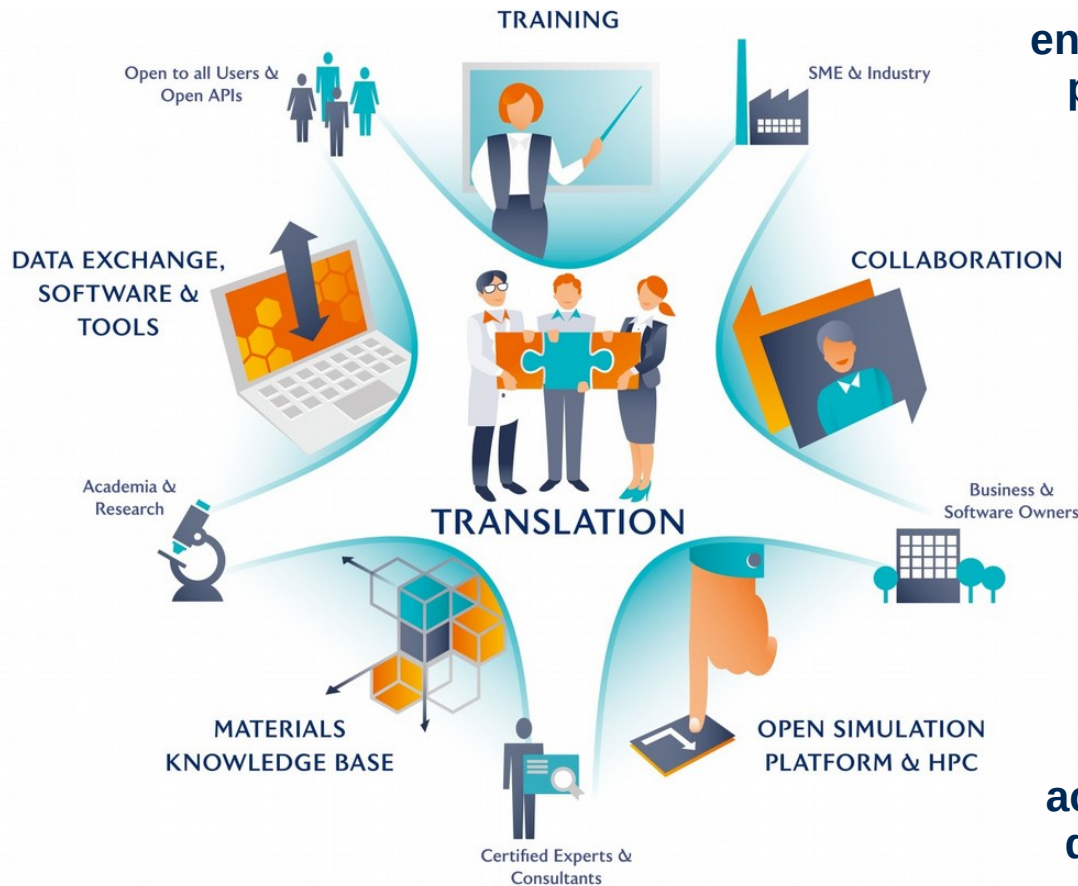 TRAINING
Open to all Users &
Open APIs
SME & Industry
DATA EXCHANGE,
SOFTWARE &
TOOLS
COLLABORATION
Academia &
Research
TRANSLATION
Business &
Software Owners
MATERIALS
KNOWLEDGE BASE
OPEN SIMULATION
PLATFORM & HPC
Certified Experts &
Consultants